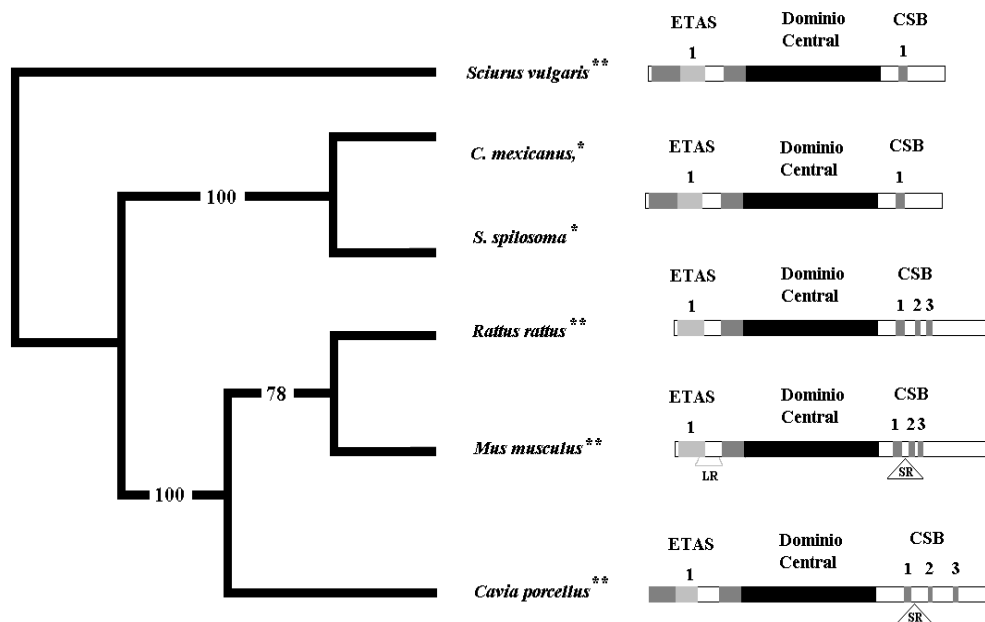 ETAS
Dominio
Central
CSB
1
1
Sciurus vulgaris**
C. mexicanus,*
ETAS
Dominio
Central
CSB
1
1
100
S. spilosoma*
Rattus rattus**
ETAS
Dominio
Central
CSB
1
1 2 3
78
Mus musculus**
ETAS
Dominio
Central
CSB
1
1 2 3
LR
SR
100
Cavia porcellus**
ETAS
Dominio
Central
CSB
1
1 2 3
SR